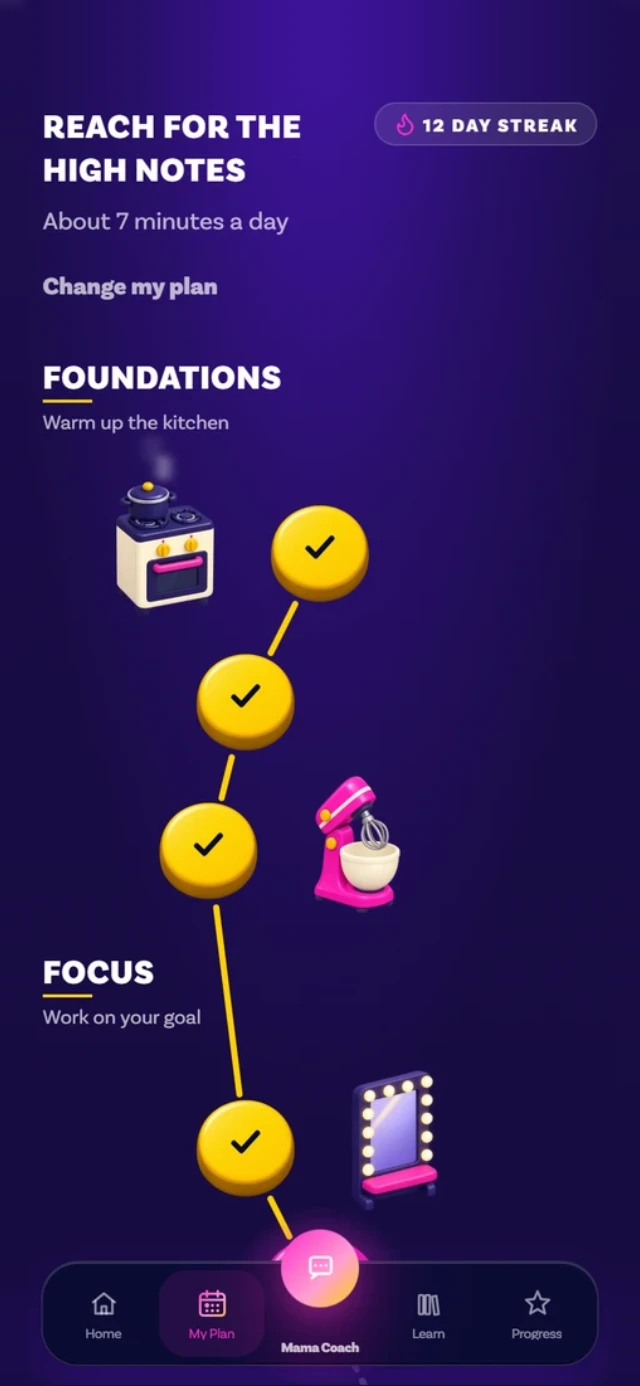 REACH FOR THE
HIGH NOTES
12 DAY STREAK
About 7 minutes a day
Change my plan
FOUNDATIONS
Warm up the kitchen
FOCUS
Work on your goal
Home
My Plan
Mama Coach
Learn
Progress